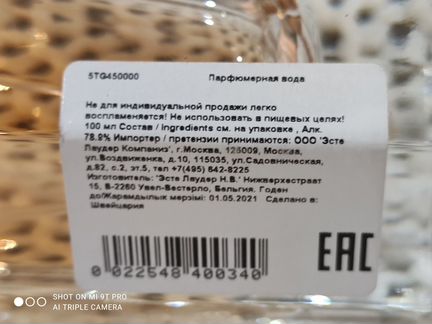 5TG450000 Парфюмерная вода
Не для индивидуальной продажи легко
воспламеняется! Не использовать в пищевых целях!
100 мл Состав / ingredients см. на упаковке , Алк.
78.9% Импортер / претензии принимаются: ООО 'Эсте
Лаудер Компаниз', г.Москва, 125009, Москва,
ул.Воздвиженка, д.10, 115035, ул.Садовническая,
д.82, с.2, эт.5, тел +7(495) 642-8225
Изготовитель: 'Эсте Лаудер Н.В.' Нижверхестраат
15, В-2260 Увел-Вестерло, Бельгия. Годен
до/Жарамдылык мерзімі: 01.05.2021 Сделано в:
Швейцария
EAC
0 022548 400340
SHOT ON MI 9T PRO
AI TRIPLE CAMERA